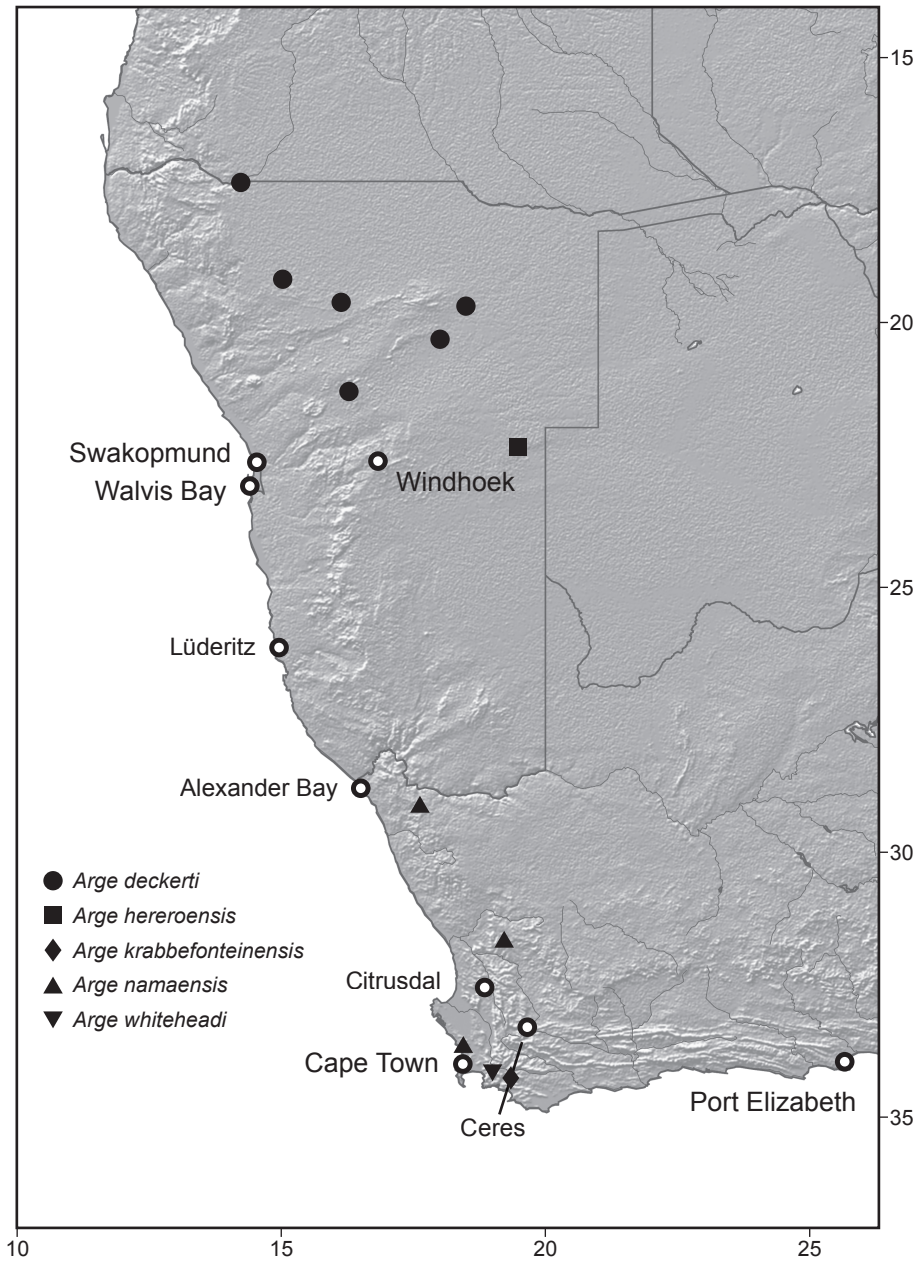 15
20
Swakopmund
Walvis Bay
Windhoek
25
Lüderitz
Alexander Bay
30
Arge deckerti
Arge hereroensis
Arge krabbefonteinensis
Arge namaensis
Arge whiteheadi
Citrusdal
Cape Town
Port Elizabeth
Ceres
35
10
15
20
25